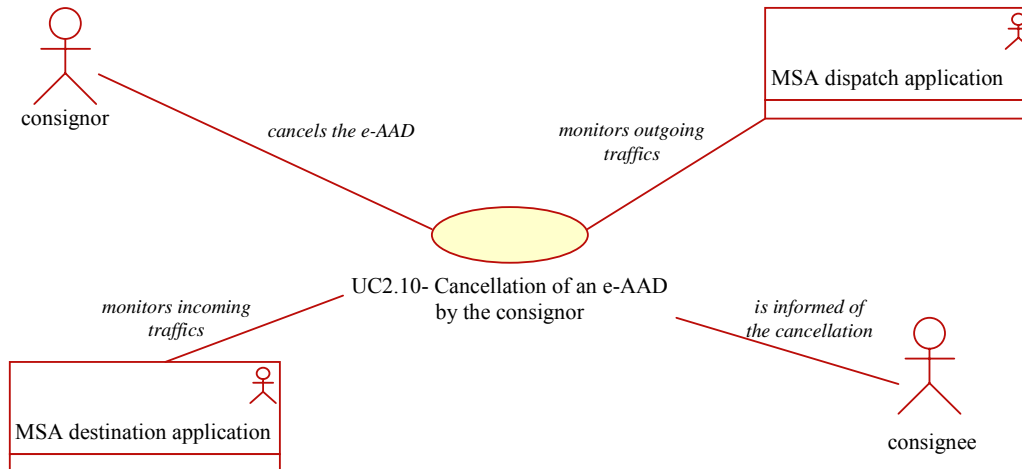 MSA dispatch application
consignor
cancels the e-AAD
monitors outgoing
traffics
UC2.10- Cancellation of an e-AAD
by the consignor
monitors incoming
traffics
is informed of
the cancellation
MSA destination application
consignee